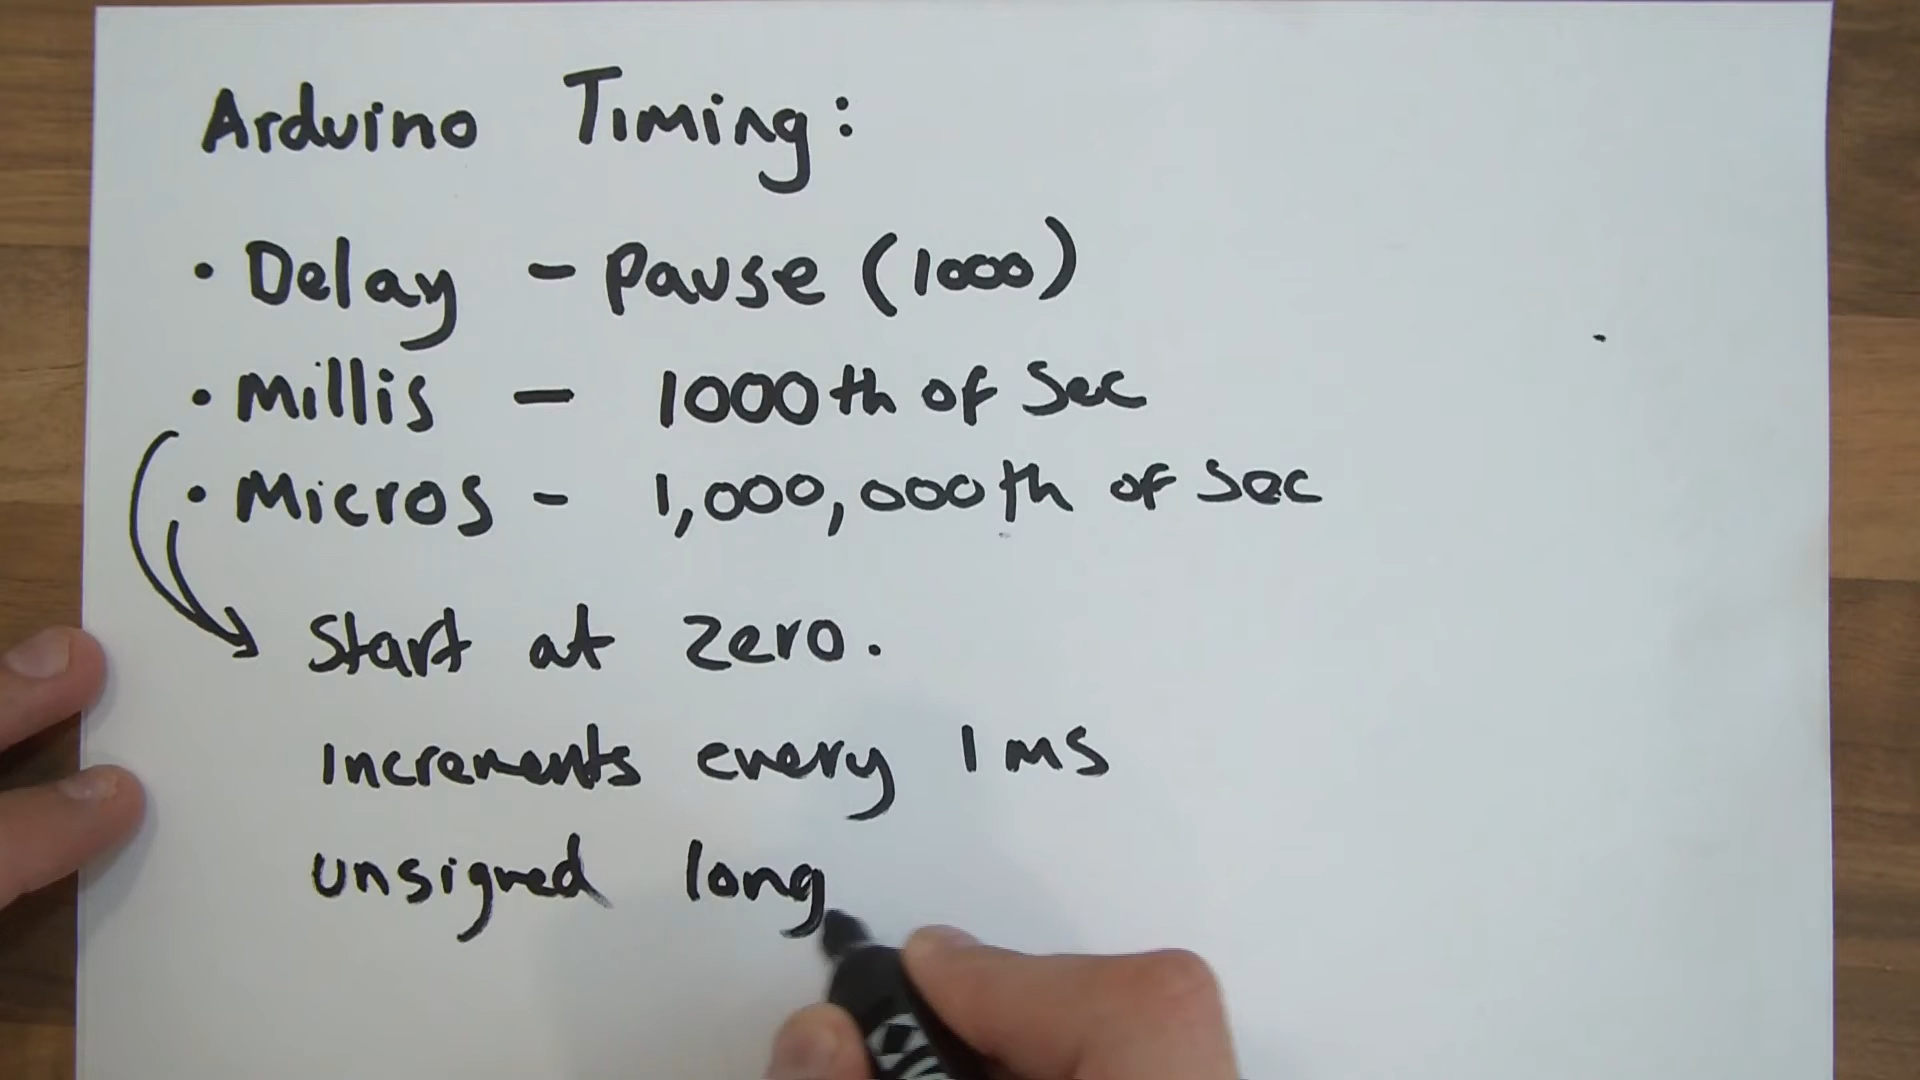 Arduino Timing:
• Delay - Pause (1000)
• Millis - 1000th of Sec
• Micros - 1,000,000th of Sec
Start at zero.
Increments every 1ms
unsigned long